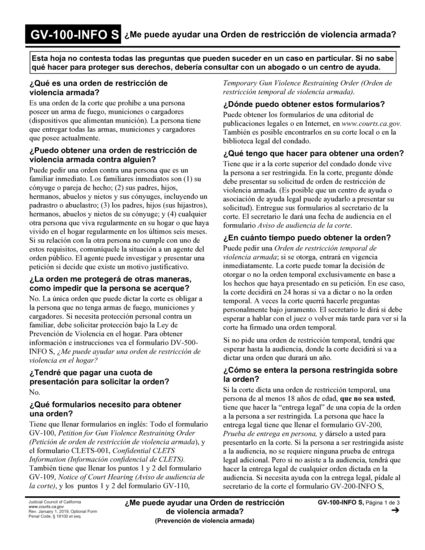 GV-100-INFO S ¿Me puede ayudar una Orden de restricción de violencia armada?
Esta hoja no contesta todas las preguntas que pueden suceder en un caso en particular. Si no sabe
qué hacer para proteger sus derechos, debería consultar con un abogado o un centro de ayuda.
¿Qué es una orden de restricción de
violencia armada?
Es una orden de la corte que prohíbe a una persona
poseer un arma de fuego, municiones o cargadores
(dispositivos que alimentan munición). La persona tiene
que entregar todas las armas, municiones y cargadores
que posee actualmente.
¿Puedo obtener una orden de restricción de
violencia armada contra alguien?
Puede pedir una orden contra una persona que es un
familiar inmediato. Los familiares inmediatos son (1) su
cónyuge o pareja de hecho; (2) sus padres, hijos,
hermanos, abuelos y nietos y sus cónyuges, incluyendo un
padrastro o abuelastro; (3) los padres, hijos (sus hijastros),
hermanos, abuelos y nietos de su cónyuge; y (4) cualquier
otra persona que viva regularmente en su hogar o que haya
vivido en el hogar regularmente en los últimos seis meses.
Si su relación con la otra persona no cumple con uno de
estos requisitos, comuníquele la situación a un agente del
orden público. El agente puede investigar y presentar una
petición si decide que existe un motivo justificativo.
¿La orden me protegerá de otras maneras,
como impedir que la persona se acerque?
No. La única orden que puede dictar la corte es obligar a
la persona que no tenga armas de fuego, municiones y
cargadores. Si necesita protección personal contra un
familiar, debe solicitar protección bajo la Ley de
Prevención de Violencia en el Hogar. Para obtener
información e instrucciones vea el formulario DV-500-
INFO S, ¿Me puede ayudar una orden de restricción de
violencia en el hogar?
¿Tendré que pagar una cuota de
presentación para solicitar la orden?
No.
¿Qué formularios necesito para obtener
una orden?
Tiene que llenar formularios en inglés: Todo el formulario
GV-100, Petition for Gun Violence Restraining Order
(Petición de orden de restricción de violencia armada), y
el formulario CLETS-001, Confidential CLETS
Information (Información confidencial de CLETS).
También tiene que llenar los puntos 1 y 2 del formulario
GV-109, Notice of Court Hearing (Aviso de audiencia de
la corte), y los puntos 1 y 2 del formulario GV-110,
Temporary Gun Violence Restraining Order (Orden de
restricción temporal de violencia armada).
¿Dónde puedo obtener estos formularios?
Puede obtener los formularios de una editorial de
publicaciones legales o en Internet, en www.courts.ca.gov.
También es posible encontrarlos en su corte local o en la
biblioteca legal del condado.
¿Qué tengo que hacer para obtener una orden?
Tiene que ir a la corte superior del condado donde vive
la persona a ser restringida. En la corte, pregunte dónde
debe presentar su solicitud de orden de restricción de
violencia armada. (Es posible que un centro de ayuda o
asociación de ayuda legal puede ayudarlo a presentar su
solicitud). Entregue sus formularios al secretario de la
corte. El secretario le dará una fecha de audiencia en el
formulario Aviso de audiencia de la corte.
¿En cuánto tiempo puedo obtener la orden?
Puede pedir una Orden de restricción temporal de
violencia armada; si se otorga, entrará en vigencia
inmediatamente. La corte puede tomar la decisión de
otorgar o no la orden temporal exclusivamente en base a
los hechos que haya presentado en su petición. En ese caso,
la corte decidirá en 24 horas si va a dictar o no la orden
temporal. A veces la corte querrá hacerle preguntas
personalmente bajo juramento. El secretario le dirá si debe
esperar a hablar con el juez o volver más tarde para ver si la
corte ha firmado una orden temporal.
Si no pide una orden de restricción temporal, tendrá que
esperar hasta la audiencia, donde la corte decidirá si va a
dictar una orden que durará un año.
¿Cómo se entera la persona restringida sobre
la orden?
Si la corte dicta una orden de restricción temporal, una
persona de al menos 18 años de edad, que no sea usted,
tiene que hacer la “entrega legal” de una copia de la orden
a la persona a ser restringida. La persona que hace la
entrega legal tiene que llenar el formulario GV-200,
Prueba de entrega en persona, y dárselo a usted para
presentarlo en la corte. Si la persona a ser restringida asiste
a la audiencia, no se requiere ninguna prueba de entrega
legal adicional. Pero si no asiste a la audiencia, tendrá que
hacer la entrega legal de cualquier orden dictada en la
audiencia. Si necesita ayuda con la entrega legal, pídale al
secretario de la corte el formulario GV-200-INFO S,
Judicial Council of California
www.courts.ca.gov
Rev. January 1, 2019, Optional Form
Penal Code, § 18100 et seq.
¿Me puede ayudar una Orden de restricción
de violencia armada?
(Prevención de violencia armada)
GV-100-INFO S, Página 1 de 3